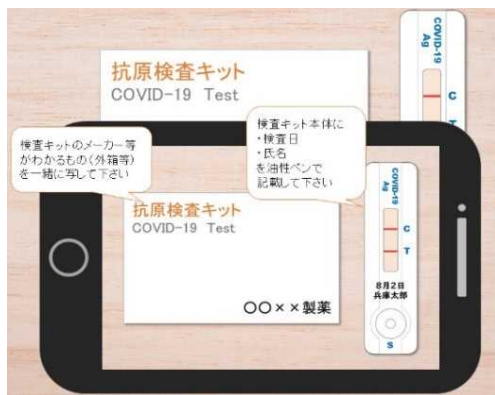 抗原検査キット
COVID-19 Test
COVID-19
Ag
C
T
検査キットのメーカー等
がわかるもの(外箱等)
を一緒に写して下さい
検査キット本体に
・検査日
・氏名
を油性ペンで
記載して下さい
抗原検査キット
COVID-19 Test
〇〇××製薬
COVID-19
Ag
C
T
8月2日
兵庫太郎
S